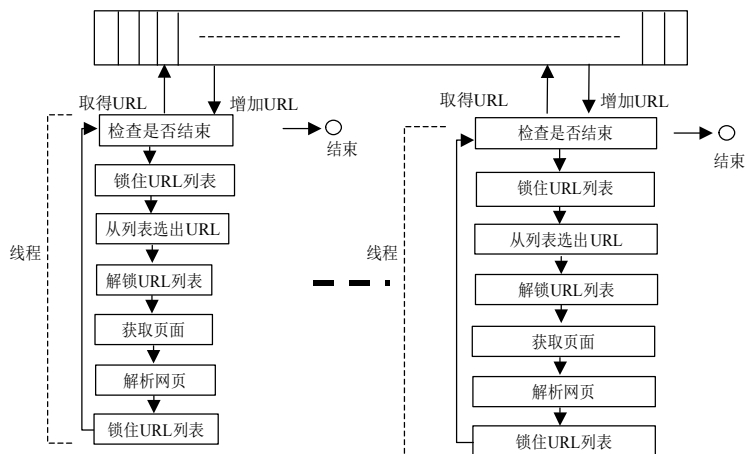 取得URL
增加URL
检查是否结束
结束
锁住URL列表
从列表选出URL
线程
解锁URL列表
获取页面
解析网页
锁住URL列表
取得URL
增加URL
检查是否结束
结束
锁住URL列表
从列表选出URL
线程
解锁URL列表
获取页面
解析网页
锁住URL列表